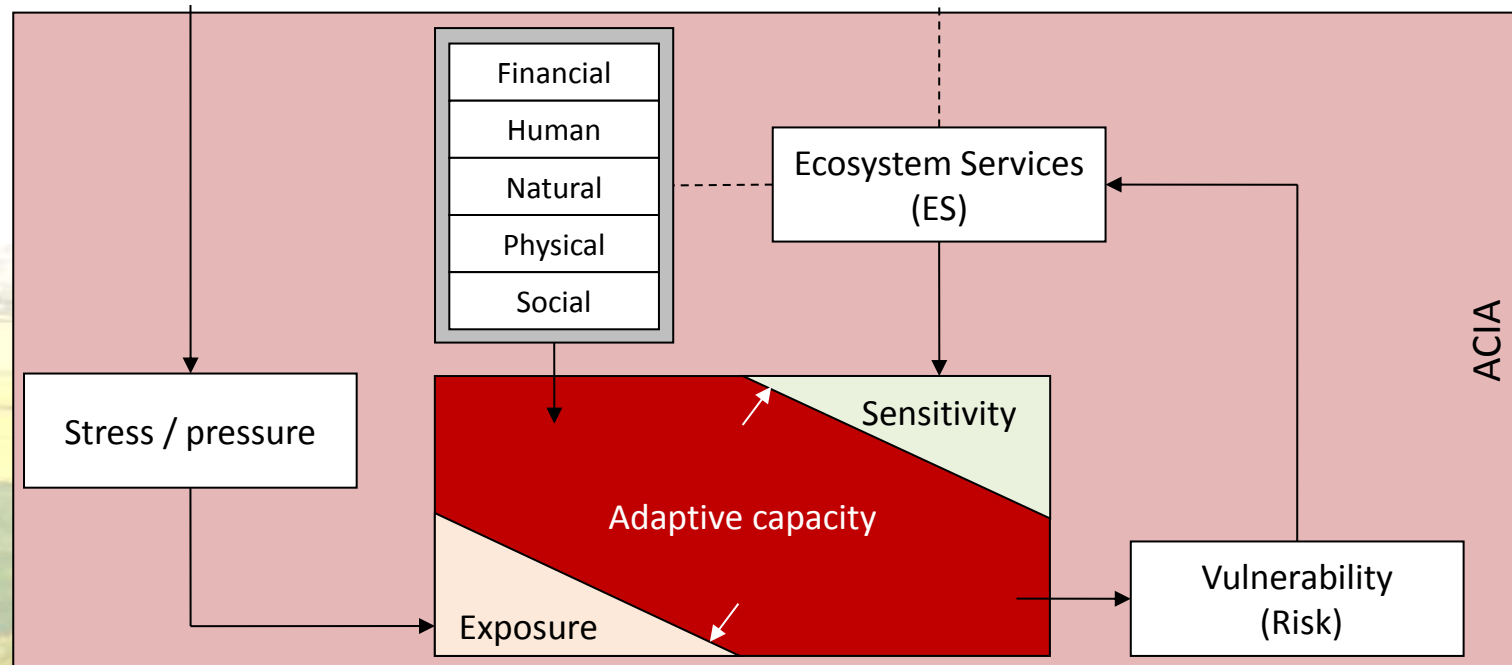 Financial
Human
Natural
Physical
Social
Ecosystem Services
(ES)
ACIA
Stress / pressure
Sensitivity
Adaptive capacity
Exposure
Vulnerability
(Risk)